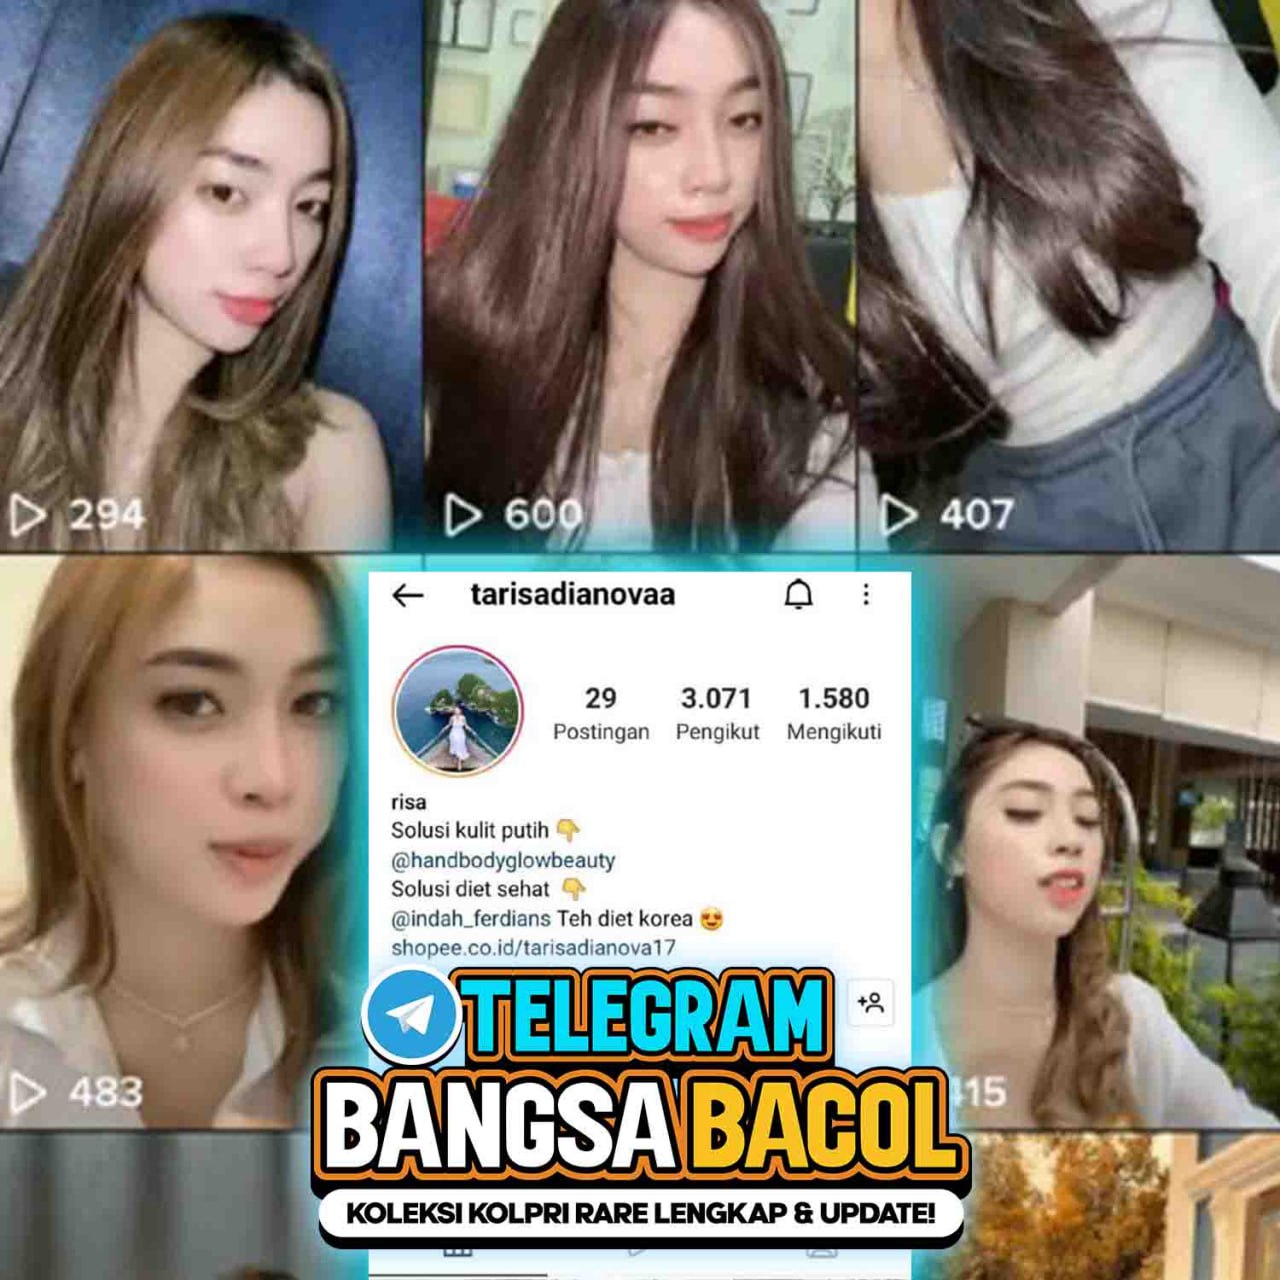 294
600
407
tarisadianovaa
29
3.071
1.580
Postingan
Pengikut
Mengikuti
risa
Solusi kulit putih 👇
@handbodyglowbeauty
Solusi diet sehat 👇
@indah_ferdians Teh diet korea 😍
shopee.co.id/tarisadianova17
TELEGRAM
483
BANGSA BACOL
KOLEKSI KOLPRI RARE LENGKAP & UPDATE!